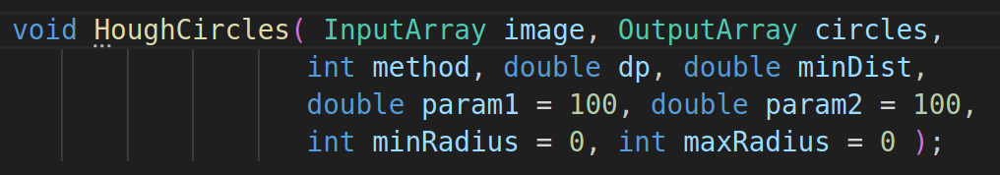 void HoughCircles( InputArray image, OutputArray circles,
int method, double dp, double minDist,
double param1 = 100, double param2 = 100,
int minRadius = 0, int maxRadius = 0 );